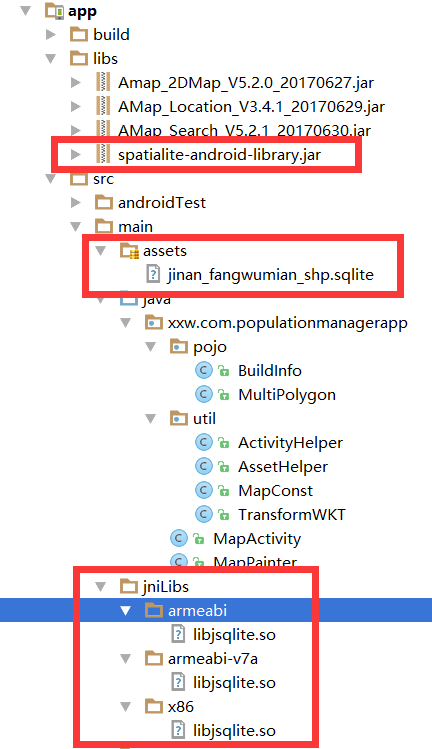 app
build
libs
Amap_2DMap_V5.2.0_20170627.jar
AMap_Location_V3.4.1_20170629.jar
AMap_Search_V5.2.1_20170630.jar
spatialite-android-library.jar
src
androidTest
main
assets
jinan_fangwumian_shp.sqlite
java
xxw.com.populationmanagerapp
pojo
BuildInfo
MultiPolygon
util
ActivityHelper
AssetHelper
MapConst
TransformWKT
MapActivity
MapPainter
jniLibs
armeabi
libjsqlite.so
armeabi-v7a
libjsqlite.so
x86
libjsqlite.so